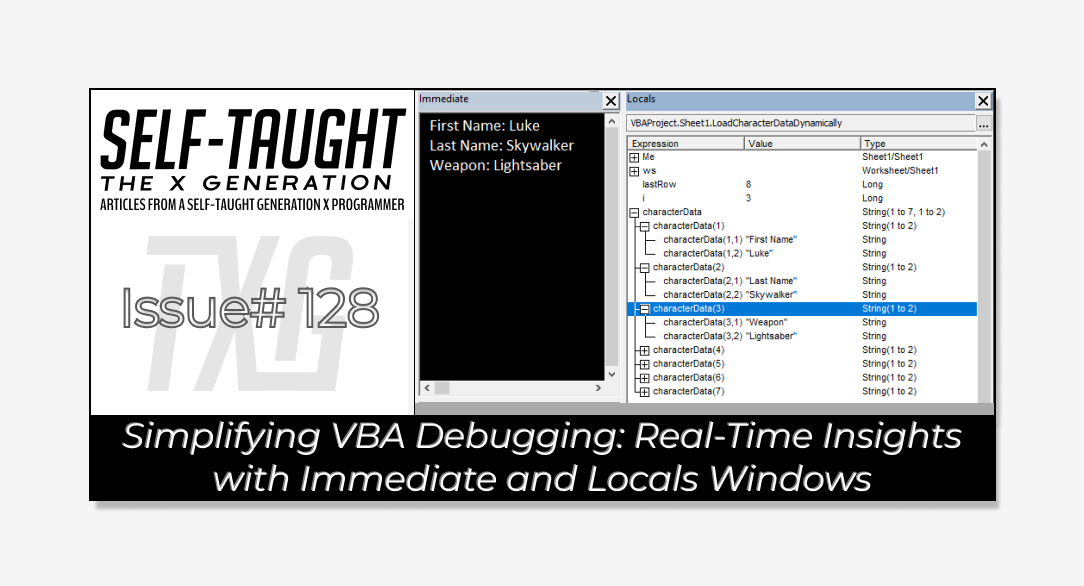 SELF-TAUGHT
THE X GENERATION
ARTICLES FROM A SELF-TAUGHT GENERATION X PROGRAMMER
TXG
Issue# 128
Immediate
First Name: Luke
Last Name: Skywalker
Weapon: Lightsaber
Locals
VBAProject.Sheet1.LoadCharacterDataDynamically ...
Expression Value Type
Me Sheet1/Sheet1
ws Worksheet/Sheet1
lastRow 8 Long
i 3 Long
characterData String(1 to 7, 1 to 2)
characterData(1) String(1 to 2)
characterData(1,1) "First Name" String
characterData(1,2) "Luke" String
characterData(2) String(1 to 2)
characterData(2,1) "Last Name" String
characterData(2,2) "Skywalker" String
characterData(3) String(1 to 2)
characterData(3,1) "Weapon" String
characterData(3,2) "Lightsaber" String
characterData(4) String(1 to 2)
characterData(5) String(1 to 2)
characterData(6) String(1 to 2)
characterData(7) String(1 to 2)
Simplifying VBA Debugging: Real-Time Insights
with Immediate and Locals Windows